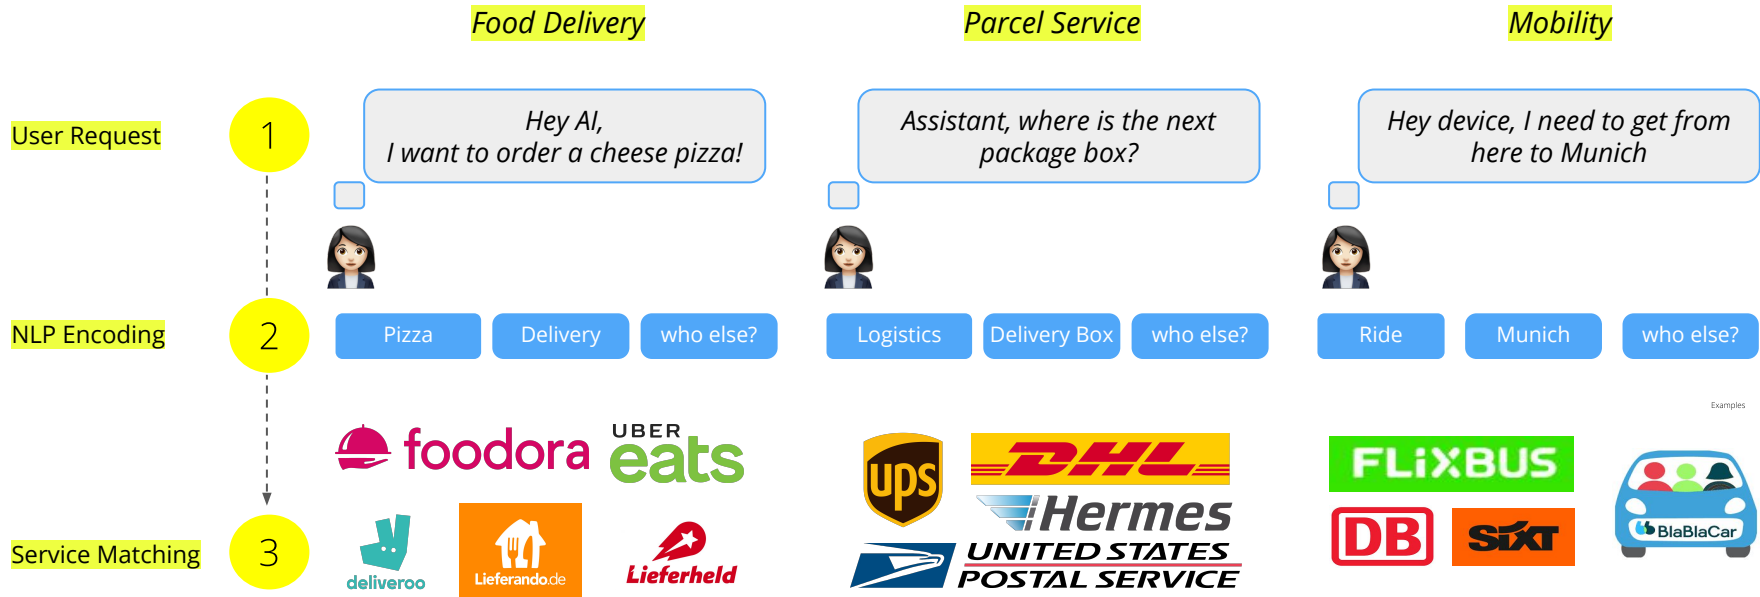 Food Delivery
Parcel Service
Mobility
User Request
1
Hey AI,
I want to order a cheese pizza!
Assistant, where is the next
package box?
Hey device, I need to get from
here to Munich
NLP Encoding
2
Pizza
Delivery
who else?
Logistics
Delivery Box
who else?
Ride
Munich
who else?
Examples
foodora
UBER
eats
ups
DHL
FLiXBUS
Hermes
Service Matching
3
deliveroo
Lieferando.de
Lieferheld
UNITED STATES
POSTAL SERVICE
DB
SIXT
BlaBlaCar